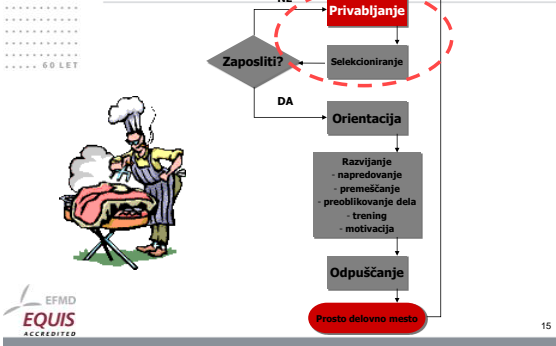 NE
Privabljanje
60 LET
Zaposliti?
Selekcioniranje
DA
Orientacija
Razvijanje
- napredovanje
- premeščanje
- preoblikovanje dela
- trening
- motivacija
Odpuščanje
Prosto delovno mesto
EFMD
EQUIS
ACCREDITED
15